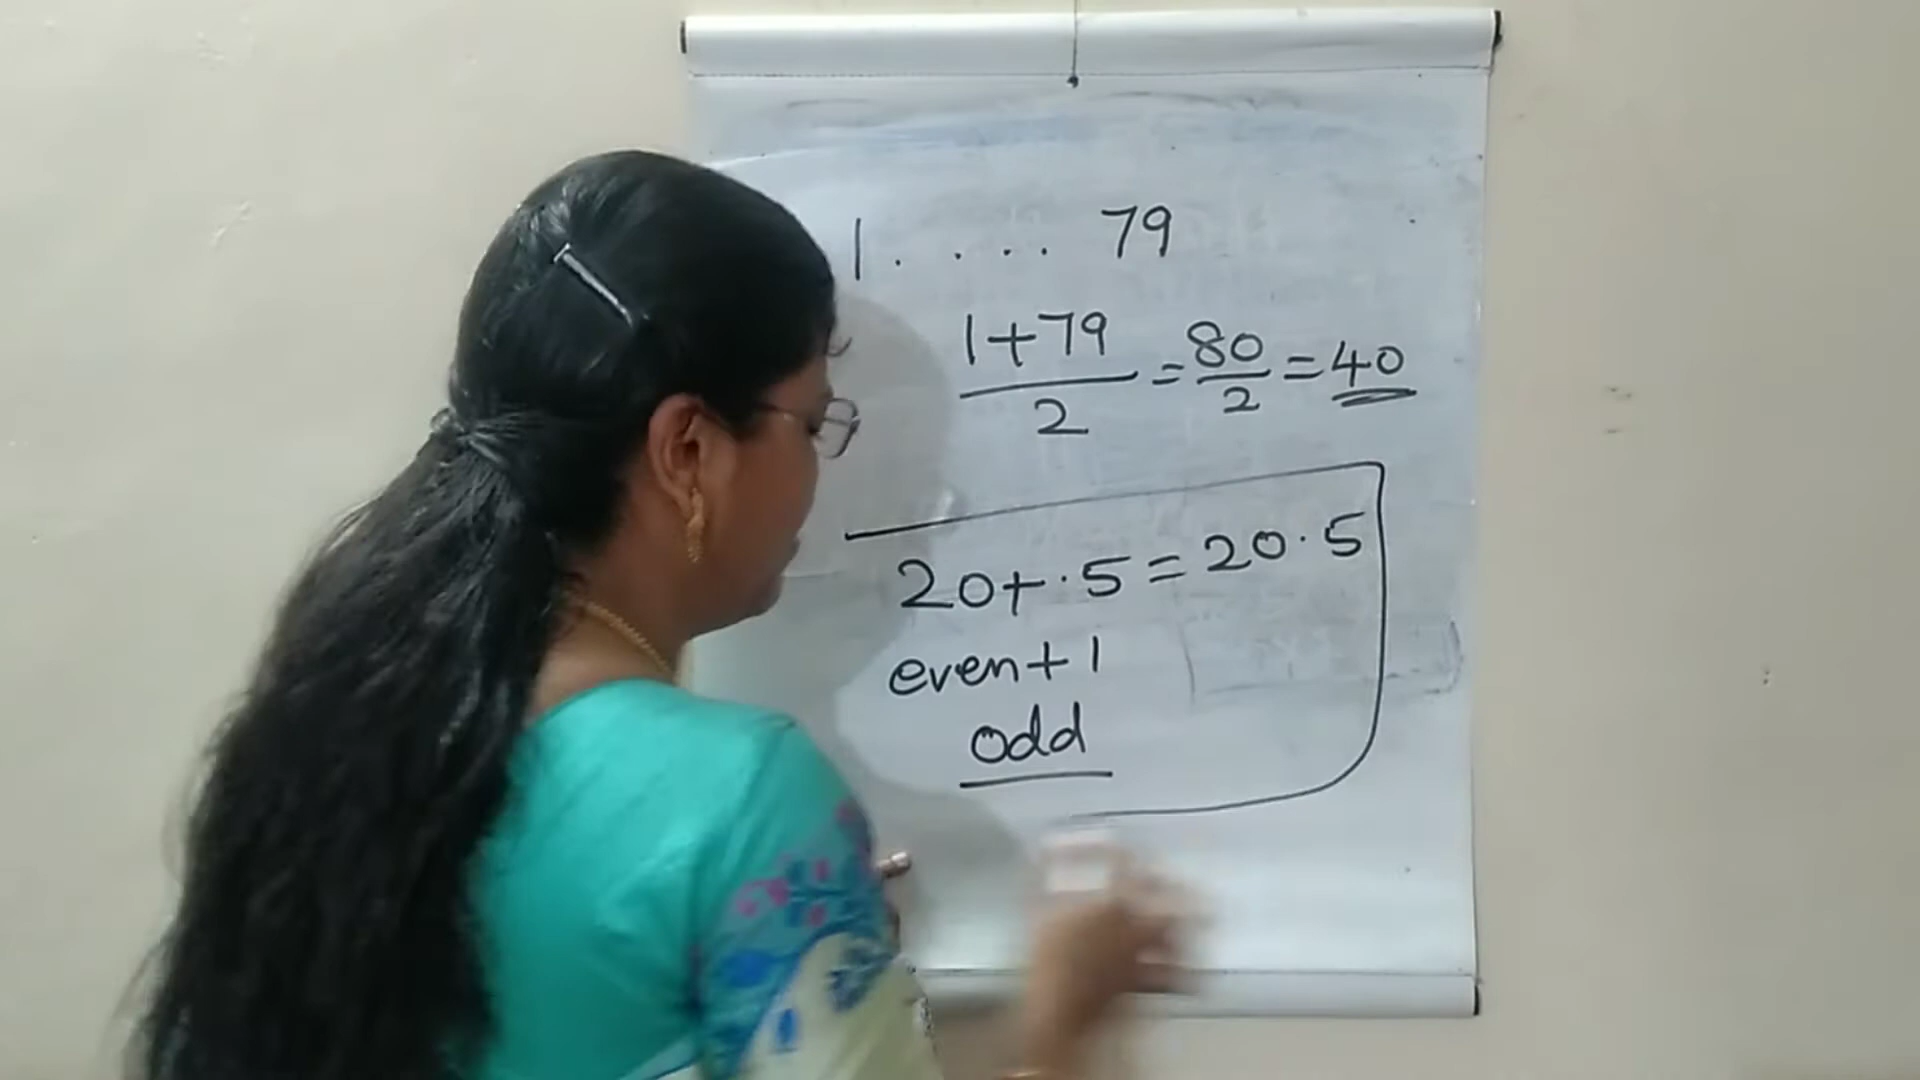 1 . . . . 79
1+79/2 = 80/2 = 40
20+.5=20.5
even+1
odd